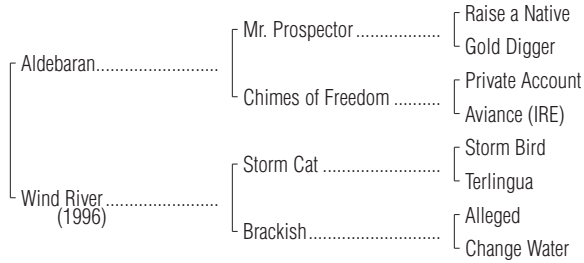 Raise a Native
Mr. Prospector..................
Gold Digger
Aldebaran..........................
Private Account
Chimes of Freedom ..........
Aviance (IRE)
Storm Bird
Storm Cat .........................
Terlingua
Wind River........................
(1996)
Alleged
Brackish............................
Change Water